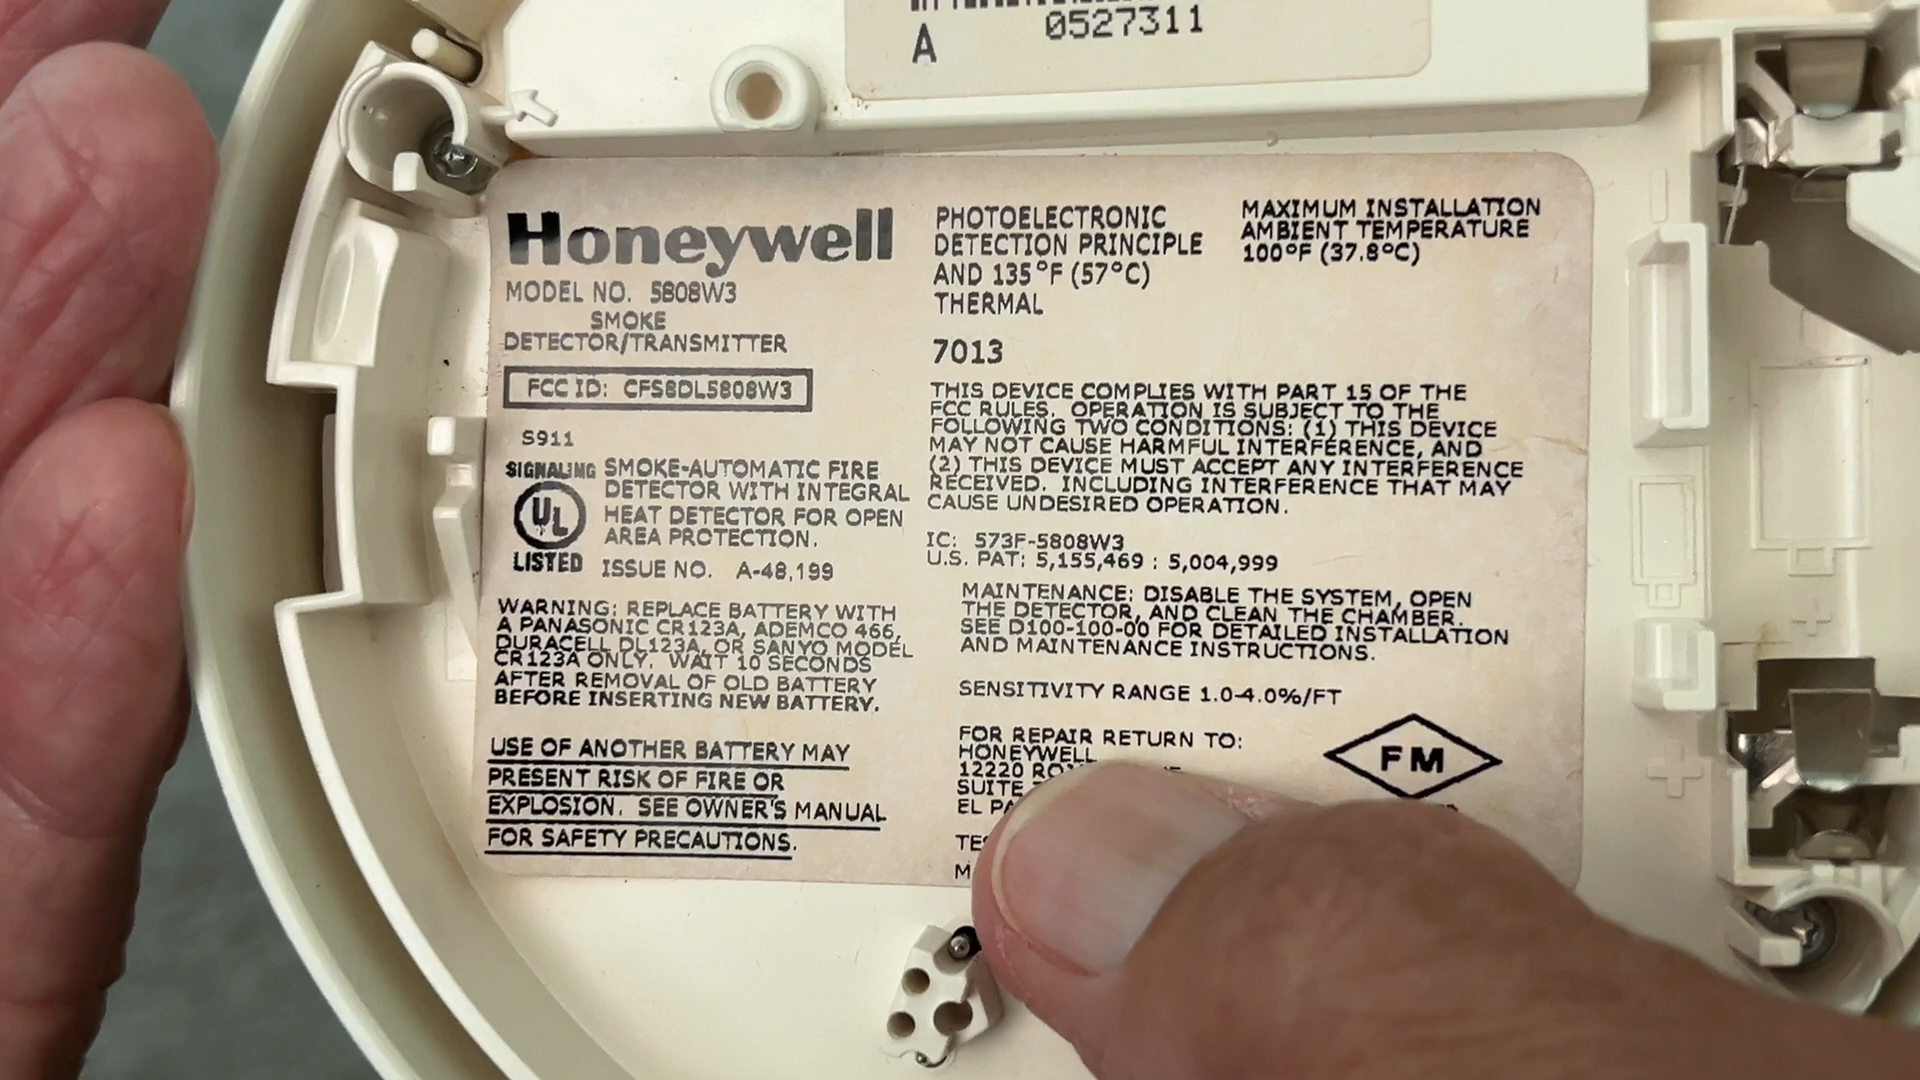 A
0527311
Honeywell
MODEL NO. 5808W3
SMOKE
DETECTOR/TRANSMITTER
FCC ID: CFS8DL5808W3
S911
SIGNALING
UL
LISTED
SMOKE-AUTOMATIC FIRE
DETECTOR WITH INTEGRAL
HEAT DETECTOR FOR OPEN
AREA PROTECTION.
ISSUE NO. A-48,199
WARNING: REPLACE BATTERY WITH
A PANASONIC CR123A, ADEMCO 466,
DURACELL DL123A, OR SANYO MODEL
CR123A ONLY. WAIT 10 SECONDS
AFTER REMOVAL OF OLD BATTERY
BEFORE INSERTING NEW BATTERY.
USE OF ANOTHER BATTERY MAY
PRESENT RISK OF FIRE OR
EXPLOSION. SEE OWNER'S MANUAL
FOR SAFETY PRECAUTIONS.
PHOTOELECTRONIC
DETECTION PRINCIPLE
AND 135°F (57°C)
THERMAL
MAXIMUM INSTALLATION
AMBIENT TEMPERATURE
100°F (37.8°C)
7013
THIS DEVICE COMPLIES WITH PART 15 OF THE
FCC RULES. OPERATION IS SUBJECT TO THE
FOLLOWING TWO CONDITIONS: (1) THIS DEVICE
MAY NOT CAUSE HARMFUL INTERFERENCE, AND
(2) THIS DEVICE MUST ACCEPT ANY INTERFERENCE
RECEIVED. INCLUDING INTERFERENCE THAT MAY
CAUSE UNDESIRED OPERATION.
IC: 573F-5808W3
U.S. PAT: 5,155,469 : 5,004,999
MAINTENANCE: DISABLE THE SYSTEM, OPEN
THE DETECTOR, AND CLEAN THE CHAMBER.
SEE D100-100-00 FOR DETAILED INSTALLATION
AND MAINTENANCE INSTRUCTIONS.
SENSITIVITY RANGE 1.0-4.0%/FT
FOR REPAIR RETURN TO:
HONEYWELL
12220
SUITE
EL
FM